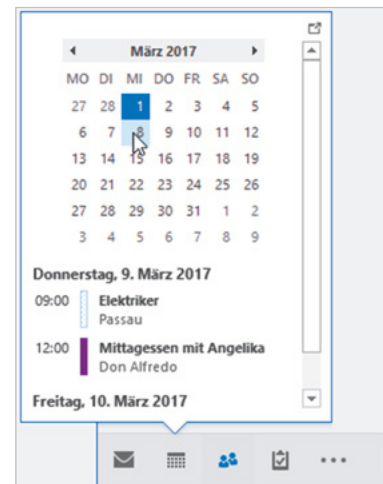 März 2017
MO DI MI DO FR SA SO
27 28 1 2 3 4 5
6 7 8 9 10 11 12
13 14 15 16 17 18 19
20 21 22 23 24 25 26
27 28 29 30 31 1 2
3 4 5 6 7 8 9
Donnerstag, 9. März 2017
09:00 Elektriker
Passau
12:00 Mittagessen mit Angelika
Don Alfredo
Freitag, 10. März 2017